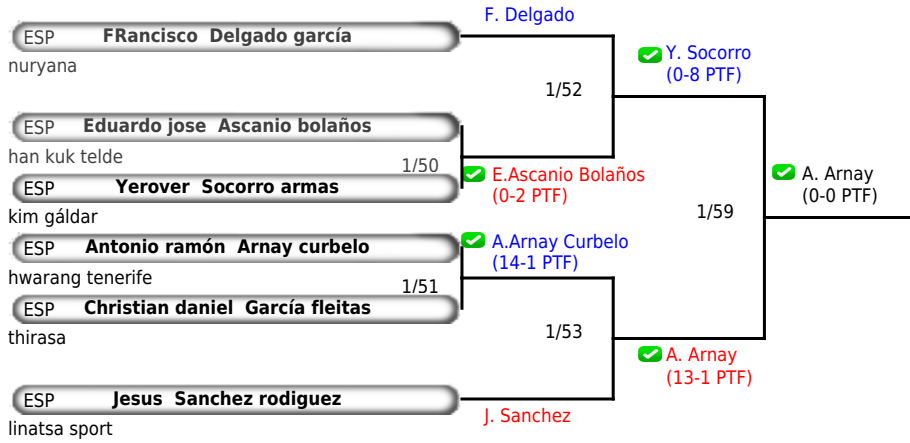 F. Delgado
ESP FRancisco Delgado garcía
nuryana
Y. Socorro
(0-8 PTF)
1/52
ESP Eduardo jose Ascanio bolaños
han kuk telde
1/50
E.Ascanio Bolaños
(0-2 PTF)
ESP Yerover Socorro armas
kim gáldar
A. Arnay
(0-0 PTF)
1/59
ESP Antonio ramón Arnay curbelo
hwarang tenerife
A.Arnay Curbelo
(14-1 PTF)
1/51
ESP Christian daniel García fleitas
thirasa
1/53
A. Arnay
(13-1 PTF)
ESP Jesus Sanchez rodiguez
linatsa sport
J. Sanchez